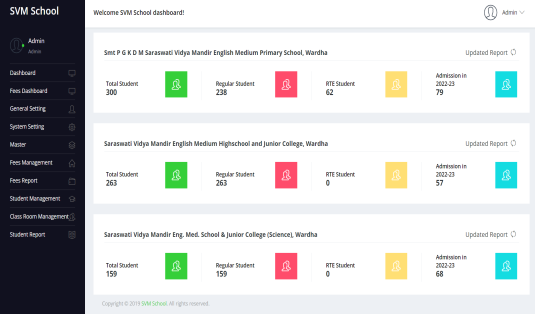 SVM School
Welcome SVM School dashboard!
Admin
Admin
Admin
Dashboard
Fees Dashboard
General Setting
System Setting
Master
Fees Management
Fees Report
Student Management
Class Room Management
Student Report
Smt P G K D M Saraswati Vidya Mandir English Medium Primary School, Wardha
Updated Report
Total Student
300
Regular Student
238
RTE Student
62
Admission in
2022-23
79
Saraswati Vidya Mandir English Medium Highschool and Junior College, Wardha
Updated Report
Total Student
263
Regular Student
263
RTE Student
0
Admission in
2022-23
57
Saraswati Vidya Mandir Eng. Med. School & Junior College (Science), Wardha
Updated Report
Total Student
159
Regular Student
159
RTE Student
0
Admission in
2022-23
68
Copyright © 2019 SVM School. All rights reserved.